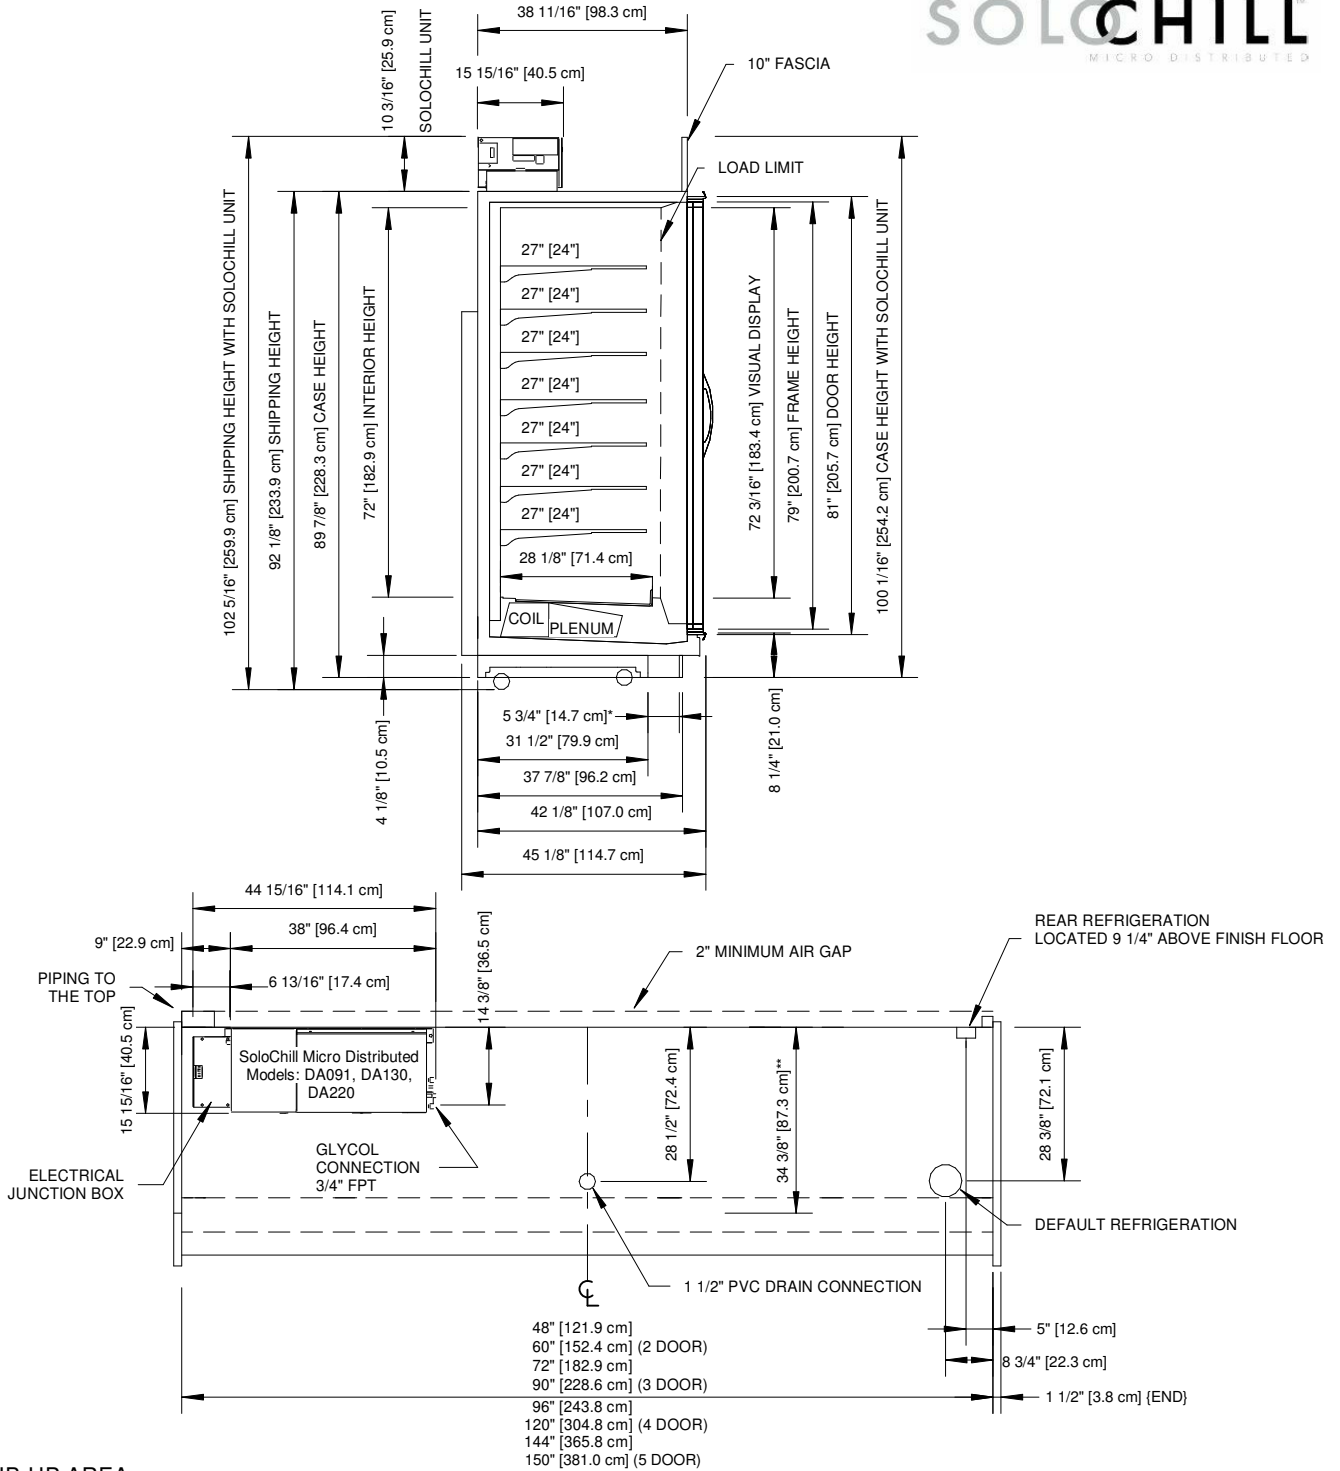 SOLOCHILL
MICRO DISTRIBUTED
38 11/16" [98.3 cm]
15 15/16" [40.5 cm]
10 3/16" [25.9 cm]
SOLOCHILL UNIT
10" FASCIA
LOAD LIMIT
102 5/16" [259.9 cm] SHIPPING HEIGHT WITH SOLOCHILL UNIT
92 1/8" [233.9 cm] SHIPPING HEIGHT
89 7/8" [228.3 cm] CASE HEIGHT
72" [182.9 cm] INTERIOR HEIGHT
27" [24"]
27" [24"]
27" [24"]
27" [24"]
27" [24"]
27" [24"]
27" [24"]
28 1/8" [71.4 cm]
COIL
PLENUM
72 3/16" [183.4 cm] VISUAL DISPLAY
79" [200.7 cm] FRAME HEIGHT
81" [205.7 cm] DOOR HEIGHT
100 1/16" [254.2 cm] CASE HEIGHT WITH SOLOCHILL UNIT
4 1/8" [10.5 cm]
5 3/4" [14.7 cm]*
31 1/2" [79.9 cm]
37 7/8" [96.2 cm]
42 1/8" [107.0 cm]
45 1/8" [114.7 cm]
8 1/4" [21.0 cm]
44 15/16" [114.1 cm]
9" [22.9 cm]
38" [96.4 cm]
6 13/16" [17.4 cm]
14 3/8" [36.5 cm]
PIPING TO
THE TOP
2" MINIMUM AIR GAP
REAR REFRIGERATION
LOCATED 9 1/4" ABOVE FINISH FLOOR
15 15/16" [40.5 cm]
SoloChill Micro Distributed
Models: DA091, DA130,
DA220
GLYCOL
CONNECTION
3/4" FPT
ELECTRICAL
JUNCTION BOX
28 1/2" [72.4 cm]
34 3/8" [87.3 cm]**
28 3/8" [72.1 cm]
DEFAULT REFRIGERATION
1 1/2" PVC DRAIN CONNECTION
CL
48" [121.9 cm]
60" [152.4 cm] (2 DOOR)
72" [182.9 cm]
90" [228.6 cm] (3 DOOR)
96" [243.8 cm]
120" [304.8 cm] (4 DOOR)
144" [365.8 cm]
150" [381.0 cm] (5 DOOR)
5" [12.6 cm]
8 3/4" [22.3 cm]
1 1/2" [3.8 cm] {END}